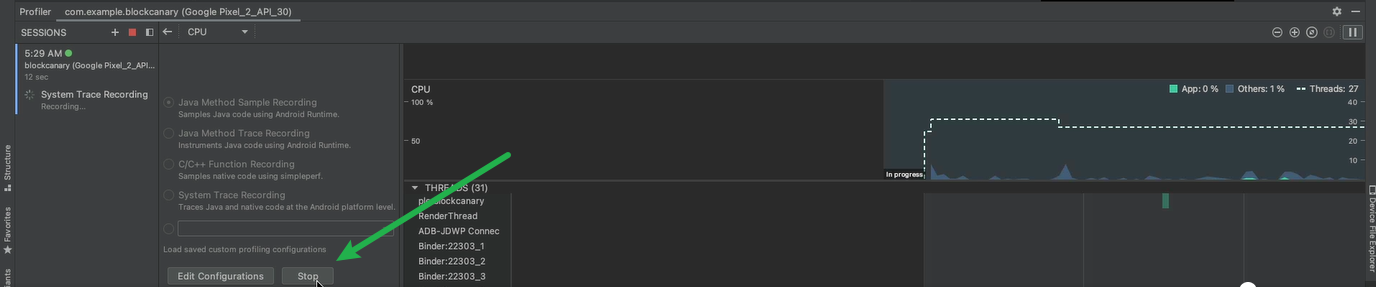 Profiler com.example.blockcanary (Google Pixel_2_API_30)
SESSIONS
CPU
5:29 AM
blockcanary (Google Pixel_2_API...
12 sec
System Trace Recording
Recording...
Java Method Sample Recording
Samples Java code using Android Runtime.
Java Method Trace Recording
Instruments Java code using Android Runtime.
C/C++ Function Recording
Samples native code using simpleperf.
System Trace Recording
Traces Java and native code at the Android platform level.
Load saved custom profiling configurations
Edit Configurations
Stop
CPU
100 %
50
App: 0 %
Others: 1 %
Threads: 27
40
30
20
10
In progress
THREADS (31)
ple.blockcanary
RenderThread
ADB-JDWP Connec
Binder:22303_1
Binder:22303_2
Binder:22303_3
Structure
Favorites
Device File Explorer